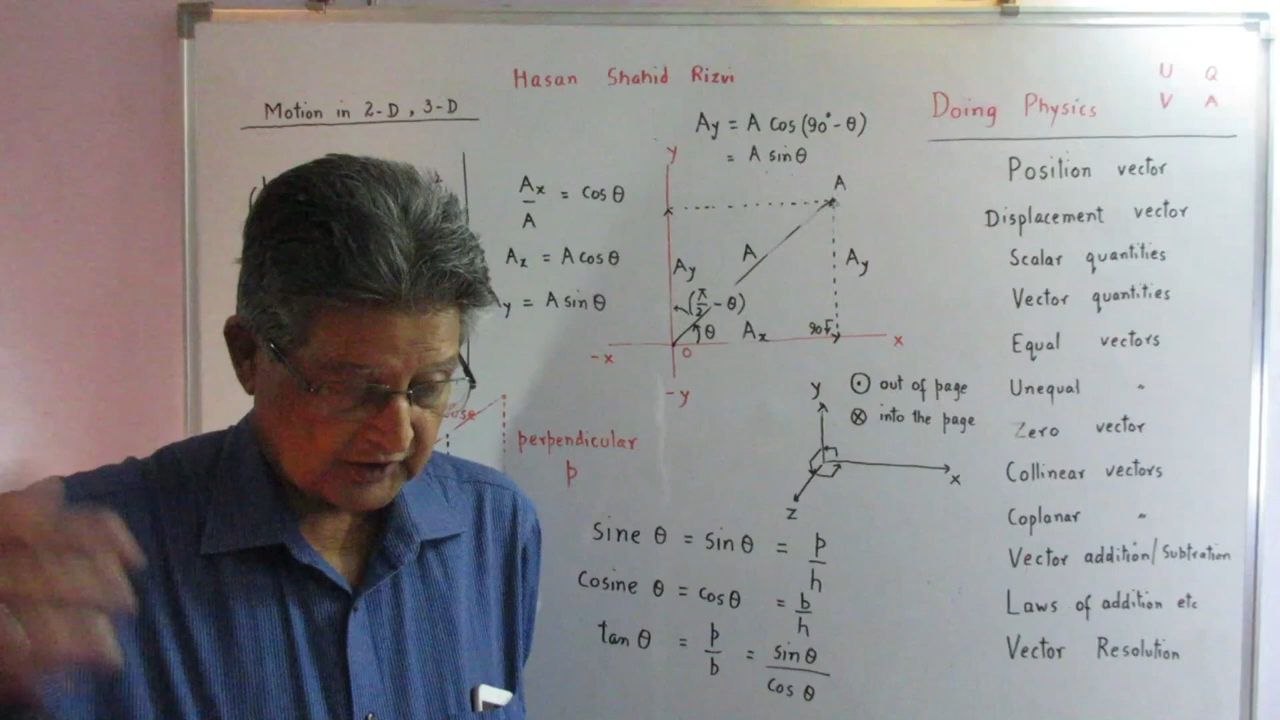 Hasan Shahid Rizvi
U Q
V A
Motion in 2-D, 3-D
Doing Physics
Ay = A Cos (90° - θ)
= A sin θ
Ax/A = Cos θ
Ax = A cos θ
y = A sin θ
y
A
A
Ay
Ay
(π/2 - θ)
θ
Ax
90°
-x
0
x
-y
perpendicular
p
y
x
z
⊙ out of page
⊗ into the page
Sine θ = Sin θ = p/h
Cosine θ = cos θ = b/h
tan θ = p/b = sin θ/cos θ
Position vector
Displacement vector
Scalar quantities
Vector quantities
Equal vectors
Unequal "
Zero vector
Collinear vectors
Coplanar "
Vector addition/Subtration
Laws of addition etc
Vector Resolution